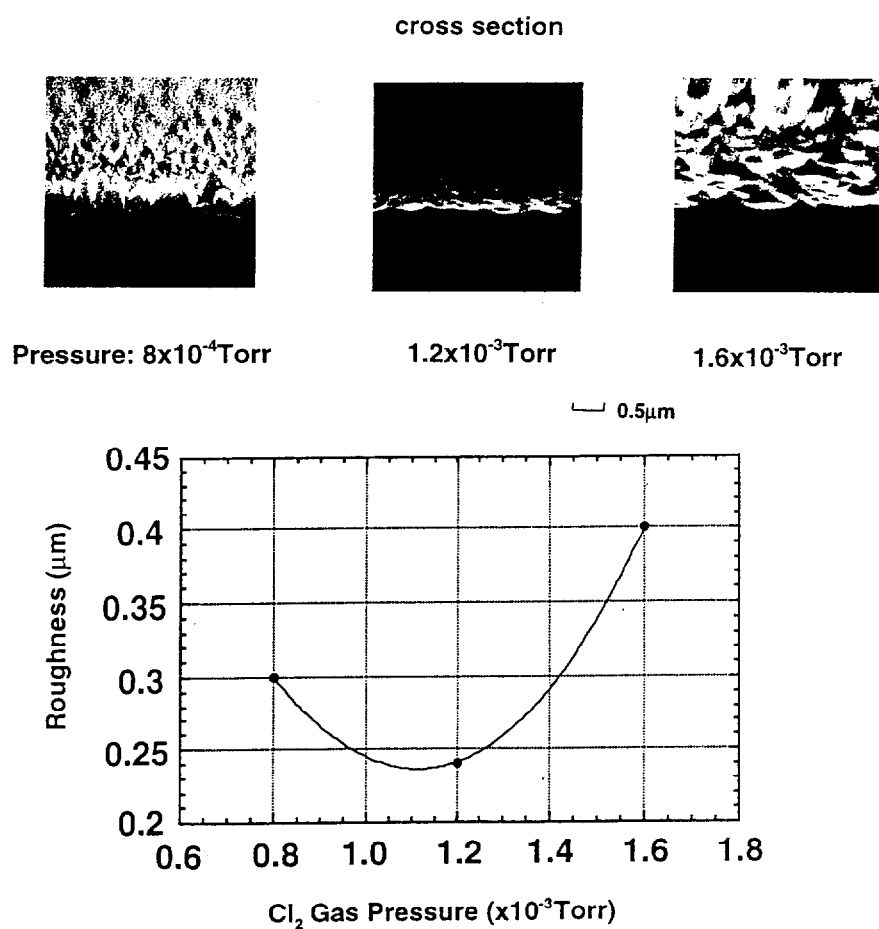 cross section
Pressure: 8x10⁻⁴Torr
1.2x10⁻³Torr
1.6x10⁻³Torr
0.5μm
0.45
0.4
0.35
0.3
0.25
0.2
Roughness (μm)
0.6 0.8 1.0 1.2 1.4 1.6 1.8
Cl₂ Gas Pressure (x10⁻³Torr)